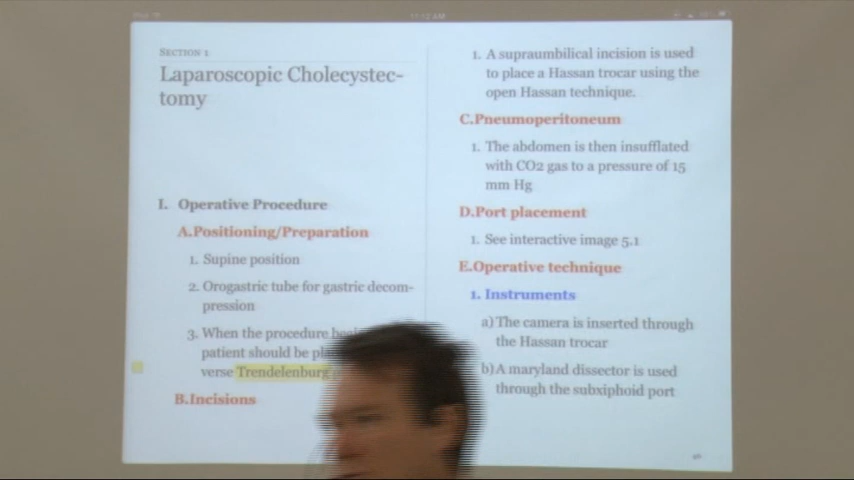 11:12 AM
SECTION 1
Laparoscopic Cholecystec-
tomy
I. Operative Procedure
A.Positioning/Preparation
1. Supine position
2. Orogastric tube for gastric decom-
pression
3. When the procedure
patient should be
verse Trendelenburg
B.Incisions
1. A supraumbilical incision is used
to place a Hassan trocar using the
open Hassan technique.
C.Pneumoperitoneum
1. The abdomen is then insufflated
with CO2 gas to a pressure of 15
mm Hg
D.Port placement
1. See interactive image 5.1
E.Operative technique
1. Instruments
a) The camera is inserted through
the Hassan trocar
b) A maryland dissector is used
through the subxiphoid port